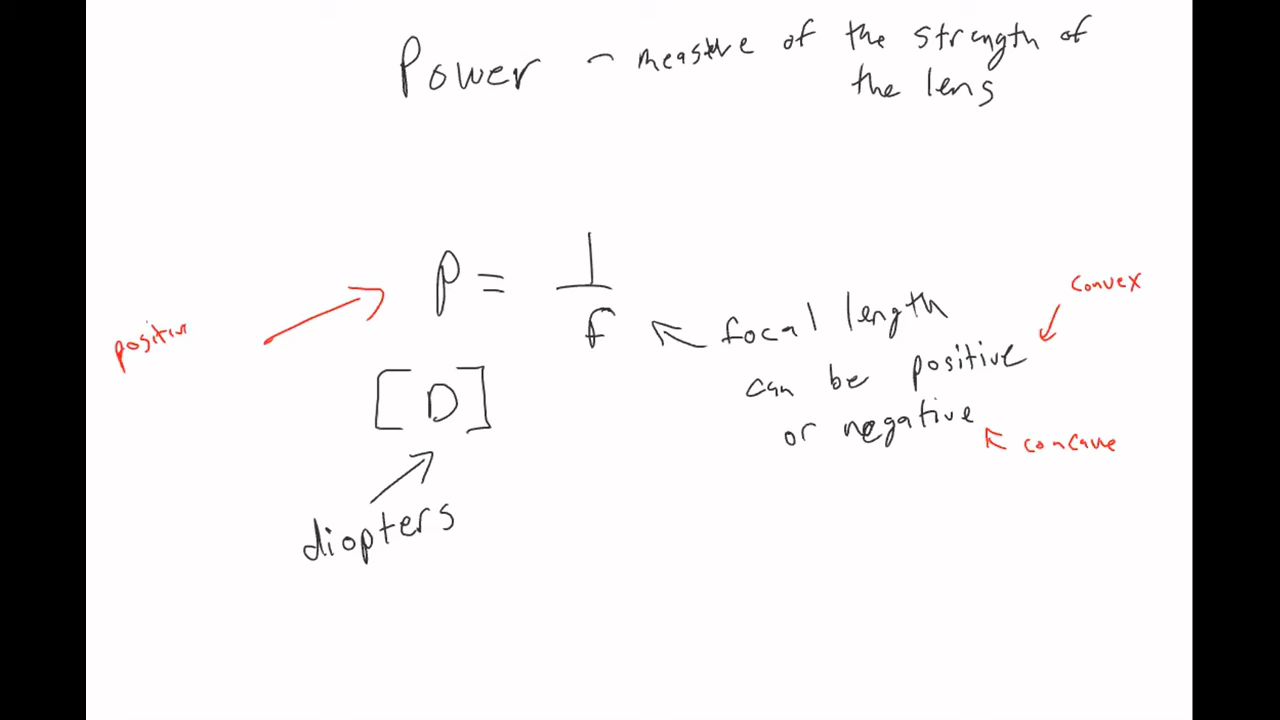 Power - measure of the strength of
the lens
P = 1
f
focal length
can be positive
or negative
convex
concave
positiv
[D]
diopters